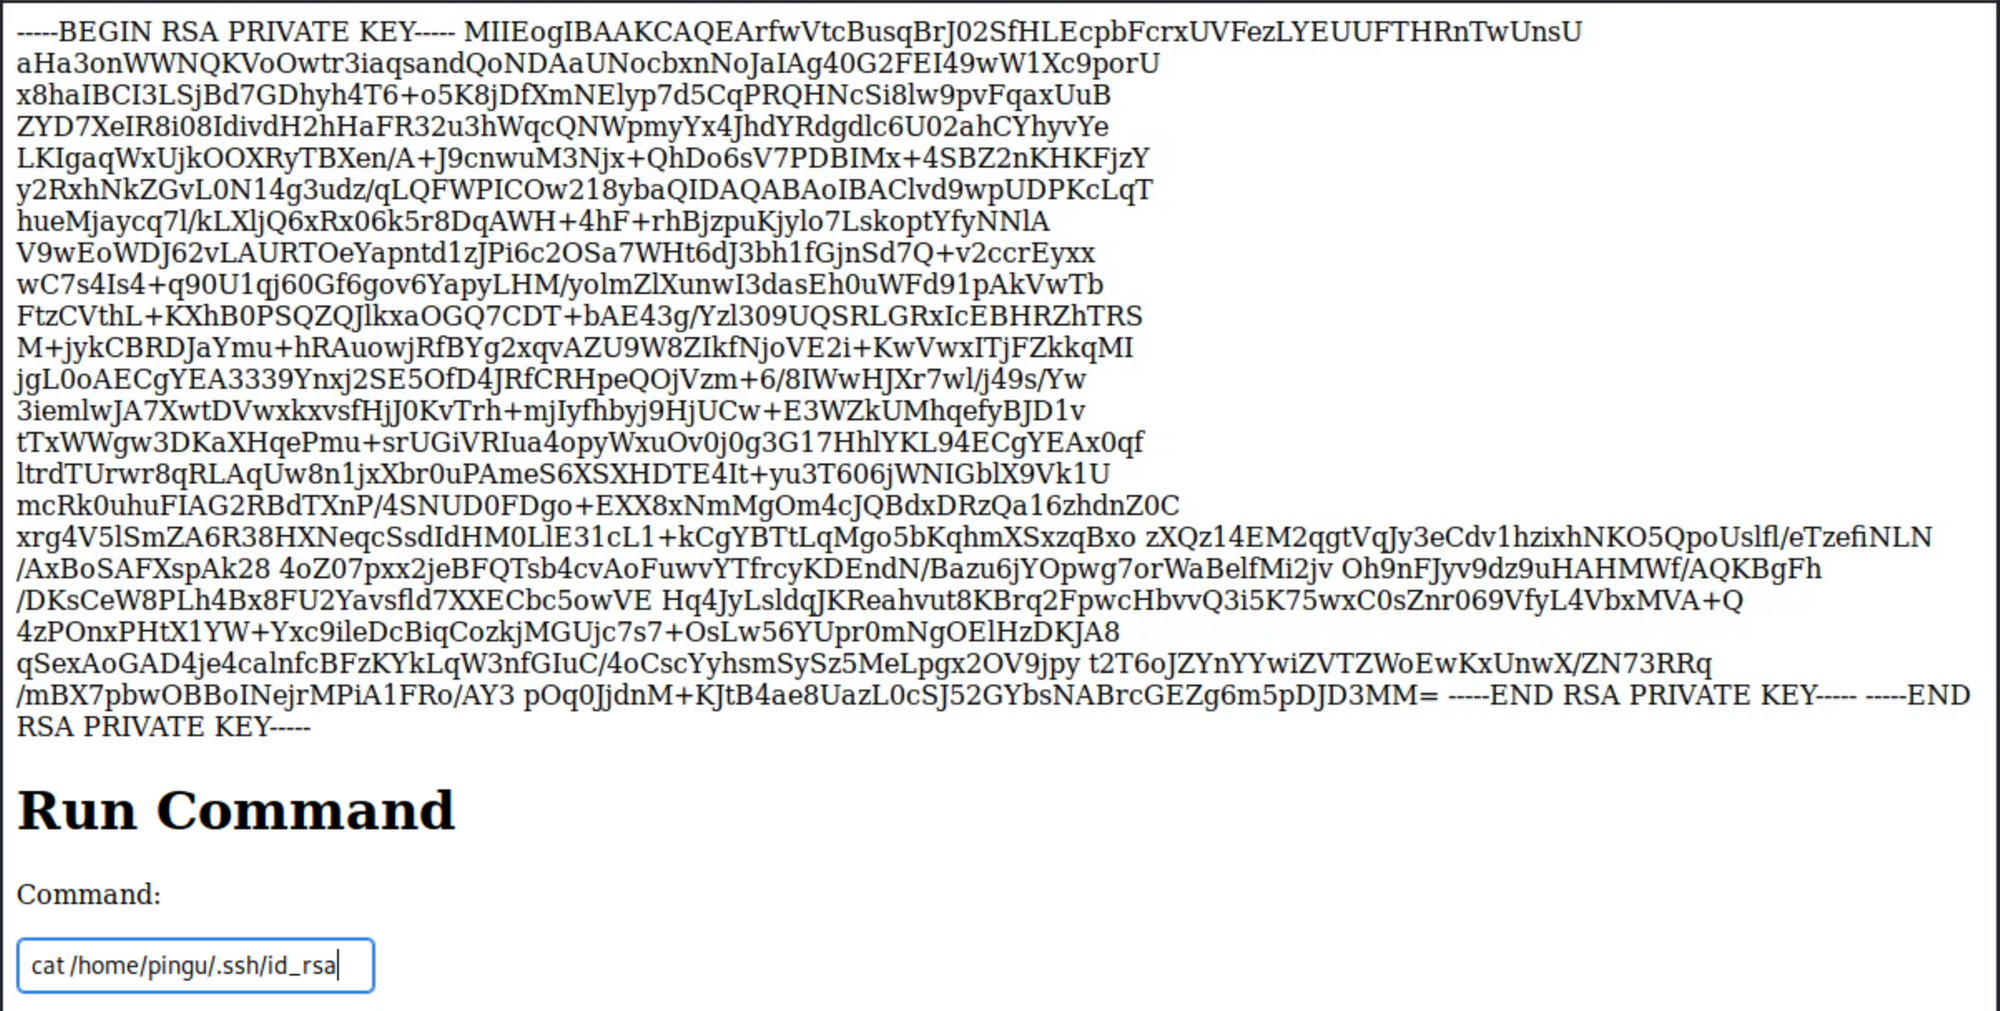 -----BEGIN RSA PRIVATE KEY----- MIIEogIBAAKCAQEArfwVtcBusqBrJ02SfHLEcpbFcrxUVFezLYEUUFTHRnTwUnsU
aHa3onWWNQKVoOwtr3iaqsandQoNDAaUNocbxnNoJaIAg40G2FEI49wW1Xc9porU
x8haIBCI3LSjBd7GDhyh4T6+o5K8jDfXmNElyp7d5CqPRQHNcSi8lw9pvFqaxUuB
ZYD7XeIR8i08IdivdH2hHaFR32u3hWqcQNWpmyYx4JhdYRdgdlc6U02ahCYhyvYe
LKIgaqWxUjkOOXRyTBXen/A+J9cnwuM3Njx+QhDo6sV7PDBIMx+4SBZ2nKHKFjzY
y2RxhNkZGvL0N14g3udz/qLQFWPICOw218ybaQIDAQABAoIBAClvd9wpUDPKcLqT
hueMjaycq7l/kLXljQ6xRx06k5r8DqAWH+4hF+rhBjzpuKjylo7LskoptYfyNNlA
V9wEoWDJ62vLAURTOeYapntd1zJPi6c2OSa7WHt6dJ3bh1fGjnSd7Q+v2ccrEyxx
wC7s4Is4+q90U1qj60Gf6gov6YapyLHM/yolmZlXunwI3dasEh0uWFd91pAkVwTb
FtzCVthL+KXhB0PSQZQJlkxaOGQ7CDT+bAE43g/Yzl309UQSRLGRxIcEBHRZhTRS
M+jykCBRDJaYmu+hRAuowjRfBYg2xqvAZU9W8ZIkfNjoVE2i+KwVwxITjFZkkqMI
jgL0oAECgYEA3339Ynxj2SE5OfD4JRfCRHpeQOjVzm+6/8IWwHJXr7wl/j49s/Yw
3iemlwJA7XwtDVwxkxvsfHjJ0KvTrh+mjIyfhbyj9HjUCw+E3WZkUMhqefyBJD1v
tTxWWgw3DKaXHqePmu+srUGiVRIua4opyWxuOv0j0g3G17HhlYKL94ECgYEAx0qf
ltrdTUrwr8qRLAqUw8n1jxXbr0uPAmeS6XSXHDTE4It+yu3T606jWNIGblX9Vk1U
mcRk0uhuFIAG2RBdTXnP/4SNUD0FDgo+EXX8xNmMgOm4cJQBdxDRzQa16zhdnZ0C
xrg4V5lSmZA6R38HXNeqcSsdIdHM0LlE31cL1+kCgYBTtLqMgo5bKqhmXSxzqBxo zXQz14EM2qgtVqJy3eCdv1hzixhNKO5QpoUslfl/eTzefiNLN
/AxBoSAFXspAk28 4oZ07pxx2jeBFQTsb4cvAoFuwvYTfrcyKDEndN/Bazu6jYOpwg7orWaBelfMi2jv Oh9nFJyv9dz9uHAHMWf/AQKBgFh
/DKsCeW8PLh4Bx8FU2Yavsfld7XXECbc5owVE Hq4JyLsldqJKReahvut8KBrq2FpwcHbvvQ3i5K75wxC0sZnr069VfyL4VbxMVA+Q
4zPOnxPHtX1YW+Yxc9ileDcBiqCozkjMGUjc7s7+OsLw56YUpr0mNgOElHzDKJA8
qSexAoGAD4je4calnfcBFzKYkLqW3nfGIuC/4oCscYyhsmSySz5MeLpgx2OV9jpy t2T6oJZYnYYwiZVTZWoEwKxUnwX/ZN73RRq
/mBX7pbwOBBoINejrMPiA1FRo/AY3 pOq0JjdnM+KJtB4ae8UazL0cSJ52GYbsNABrcGEZg6m5pDJD3MM= -----END RSA PRIVATE KEY----- -----END
RSA PRIVATE KEY-----
Run Command
Command:
cat /home/pingu/.ssh/id_rsa